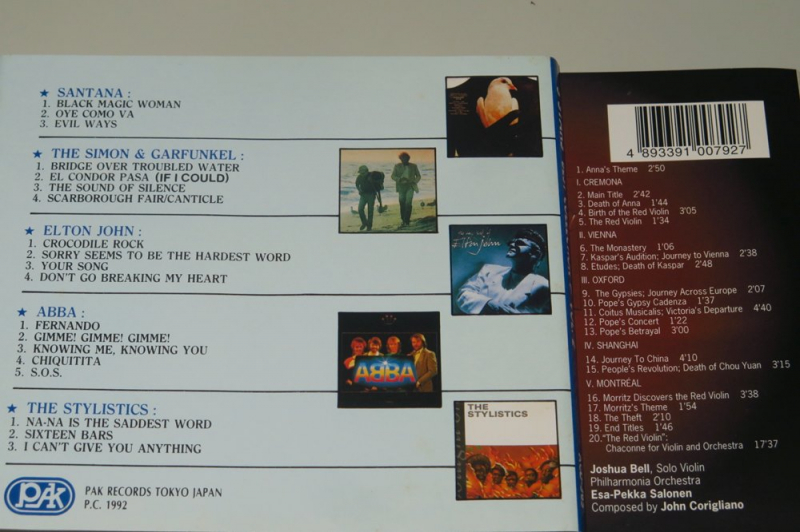 ★ SANTANA :
1. BLACK MAGIC WOMAN
2. OYE COMO VA
3. EVIL WAYS
★ THE SIMON & GARFUNKEL :
1. BRIDGE OVER TROUBLED WATER
2. EL CONDOR PASA (IF I COULD)
3. THE SOUND OF SILENCE
4. SCARBOROUGH FAIR/CANTICLE
★ ELTON JOHN :
1. CROCODILE ROCK
2. SORRY SEEMS TO BE THE HARDEST WORD
3. YOUR SONG
4. DON'T GO BREAKING MY HEART
Elton John
★ ABBA :
1. FERNANDO
2. GIMME! GIMME! GIMME!
3. KNOWING ME, KNOWING YOU
4. CHIQUITITA
5. S.O.S.
ABBA
★ THE STYLISTICS :
1. NA-NA IS THE SADDEST WORD
2. SIXTEEN BARS
3. I CAN'T GIVE YOU ANYTHING
THE
STYLISTICS
PAK
PAK RECORDS TOKYO JAPAN
P.C. 1992
4 893391 007927
1. Anna's Theme 2'50
I. CREMONA
2. Main Title 2'42
3. Death of Anna 1'44
4. Birth of the Red Violin 3'05
5. The Red Violin 1'34
II. VIENNA
6. The Monastery 1'06
7. Kaspar's Audition; Journey to Vienna 2'38
8. Etudes; Death of Kaspar 2'48
III. OXFORD
9. The Gypsies; Journey Across Europe 2'07
10. Pope's Gypsy Cadenza 1'37
11. Coitus Musicalis; Victoria's Departure 4'40
12. Pope's Concert 1'22
13. Pope's Betrayal 3'00
IV. SHANGHAI
14. Journey To China 4'10
15. People's Revolution; Death of Chou Yuan 3'15
V. MONTRÉAL
16. Morritz Discovers the Red Violin 3'38
17. Morritz's Theme 1'54
18. The Theft 2'10
19. End Titles 1'46
20. "The Red Violin":
Chaconne for Violin and Orchestra 17'37
Joshua Bell, Solo Violin
Philharmonia Orchestra
Esa-Pekka Salonen
Composed by John Corigliano